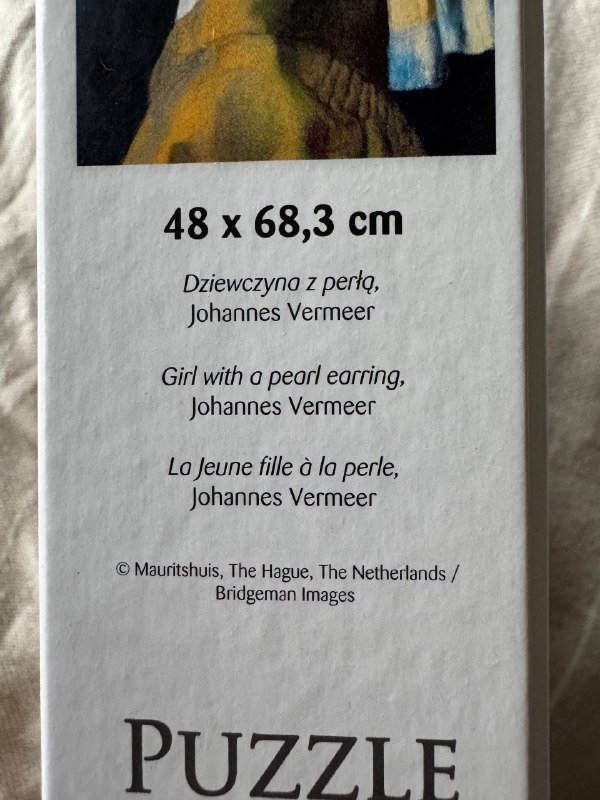 48 x 68,3 cm
Dziewczyna z perłą,
Johannes Vermeer
Girl with a pearl earring,
Johannes Vermeer
La Jeune fille à la perle,
Johannes Vermeer
© Mauritshuis, The Hague, The Netherlands /
Bridgeman Images
PUZZLE